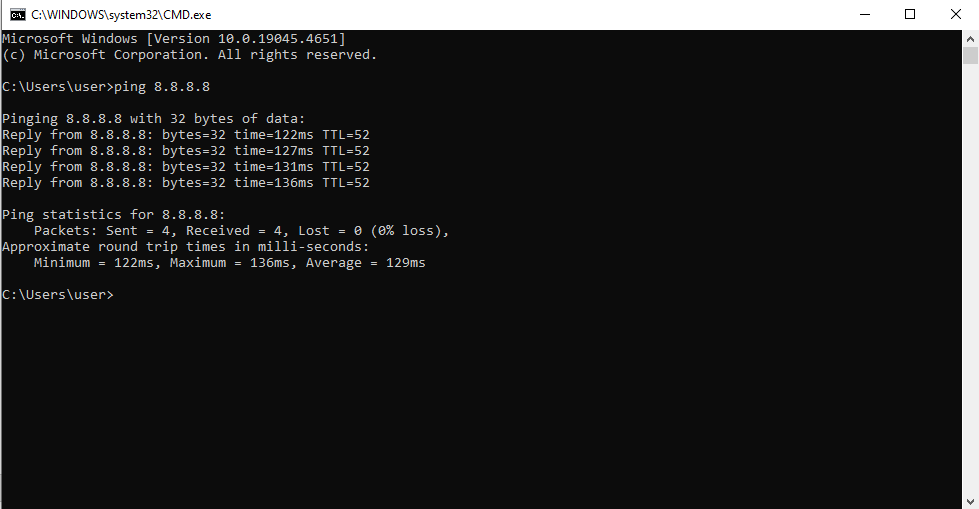 C:\WINDOWS\system32\CMD.exe
Microsoft Windows [Version 10.0.19045.4651]
(c) Microsoft Corporation. All rights reserved.
C:\Users\user>ping 8.8.8.8
Pinging 8.8.8.8 with 32 bytes of data:
Reply from 8.8.8.8: bytes=32 time=122ms TTL=52
Reply from 8.8.8.8: bytes=32 time=127ms TTL=52
Reply from 8.8.8.8: bytes=32 time=131ms TTL=52
Reply from 8.8.8.8: bytes=32 time=136ms TTL=52
Ping statistics for 8.8.8.8:
    Packets: Sent = 4, Received = 4, Lost = 0 (0% loss),
Approximate round trip times in milli-seconds:
    Minimum = 122ms, Maximum = 136ms, Average = 129ms
C:\Users\user>